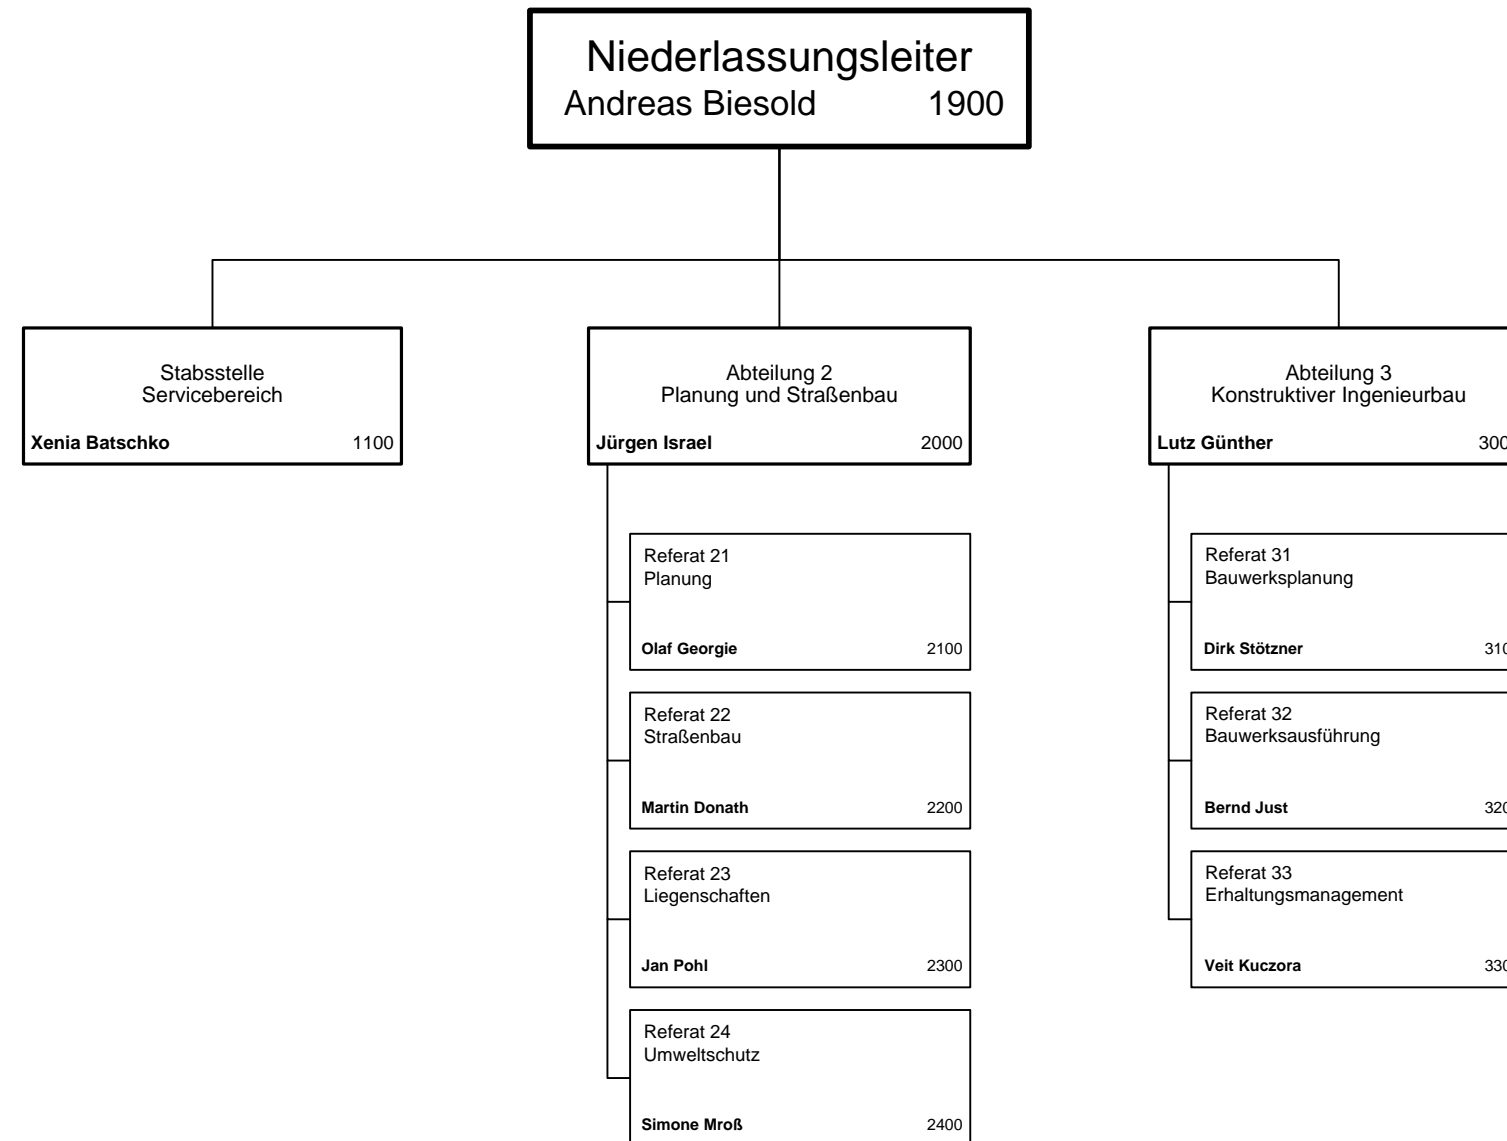 Niederlassungsleiter
Andreas Biesold 1900
Stabsstelle
Servicebereich
Xenia Batschko 1100
Abteilung 2
Planung und Straßenbau
Jürgen Israel 2000
Abteilung 3
Konstruktiver Ingenieurbau
Lutz Günther
Referat 21
Planung
Olaf Georgie 2100
Referat 22
Straßenbau
Martin Donath 2200
Referat 23
Liegenschaften
Jan Pohl 2300
Referat 24
Umweltschutz
Simone Mroß 2400
Referat 31
Bauwerksplanung
Dirk Stötzner
Referat 32
Bauwerksausführung
Bernd Just
Referat 33
Erhaltungsmanagement
Veit Kuczora